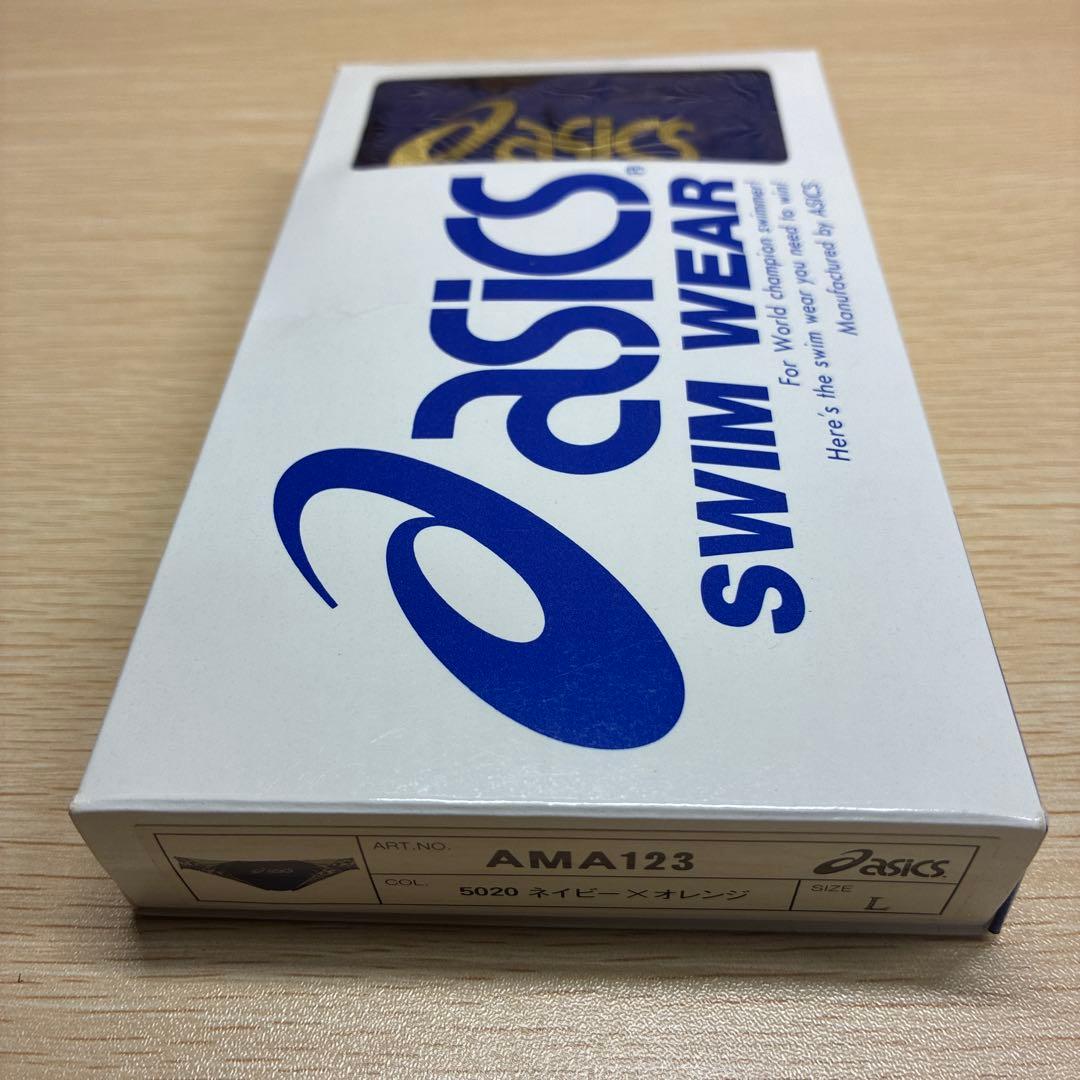 asics
asics®
SWIM WEAR
For World champion swimmer!
Here's the swim wear you need to win!
Manufactured by ASICS
ART.NO. AMA123
asics
COL. 5020 ネイビー×オレンジ
SIZE L